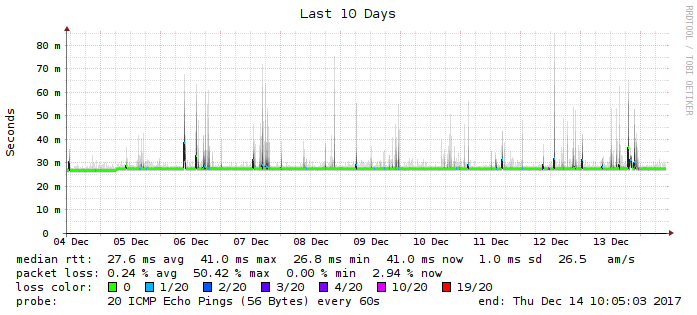 Last 10 Days
RRDTOOL / TOBI OETIKER
Seconds
80 m
70 m
60 m
50 m
40 m
30 m
20 m
10 m
0
04 Dec 05 Dec 06 Dec 07 Dec 08 Dec 09 Dec 10 Dec 11 Dec 12 Dec 13 Dec
median rtt: 27.6 ms avg 41.0 ms max 26.8 ms min 41.0 ms now 1.0 ms sd 26.5 am/s
packet loss: 0.24 % avg 50.42 % max 0.00 % min 2.94 % now
loss color: 0 1/20 2/20 3/20 4/20 10/20 19/20
probe: 20 ICMP Echo Pings (56 Bytes) every 60s end: Thu Dec 14 10:05:03 2017